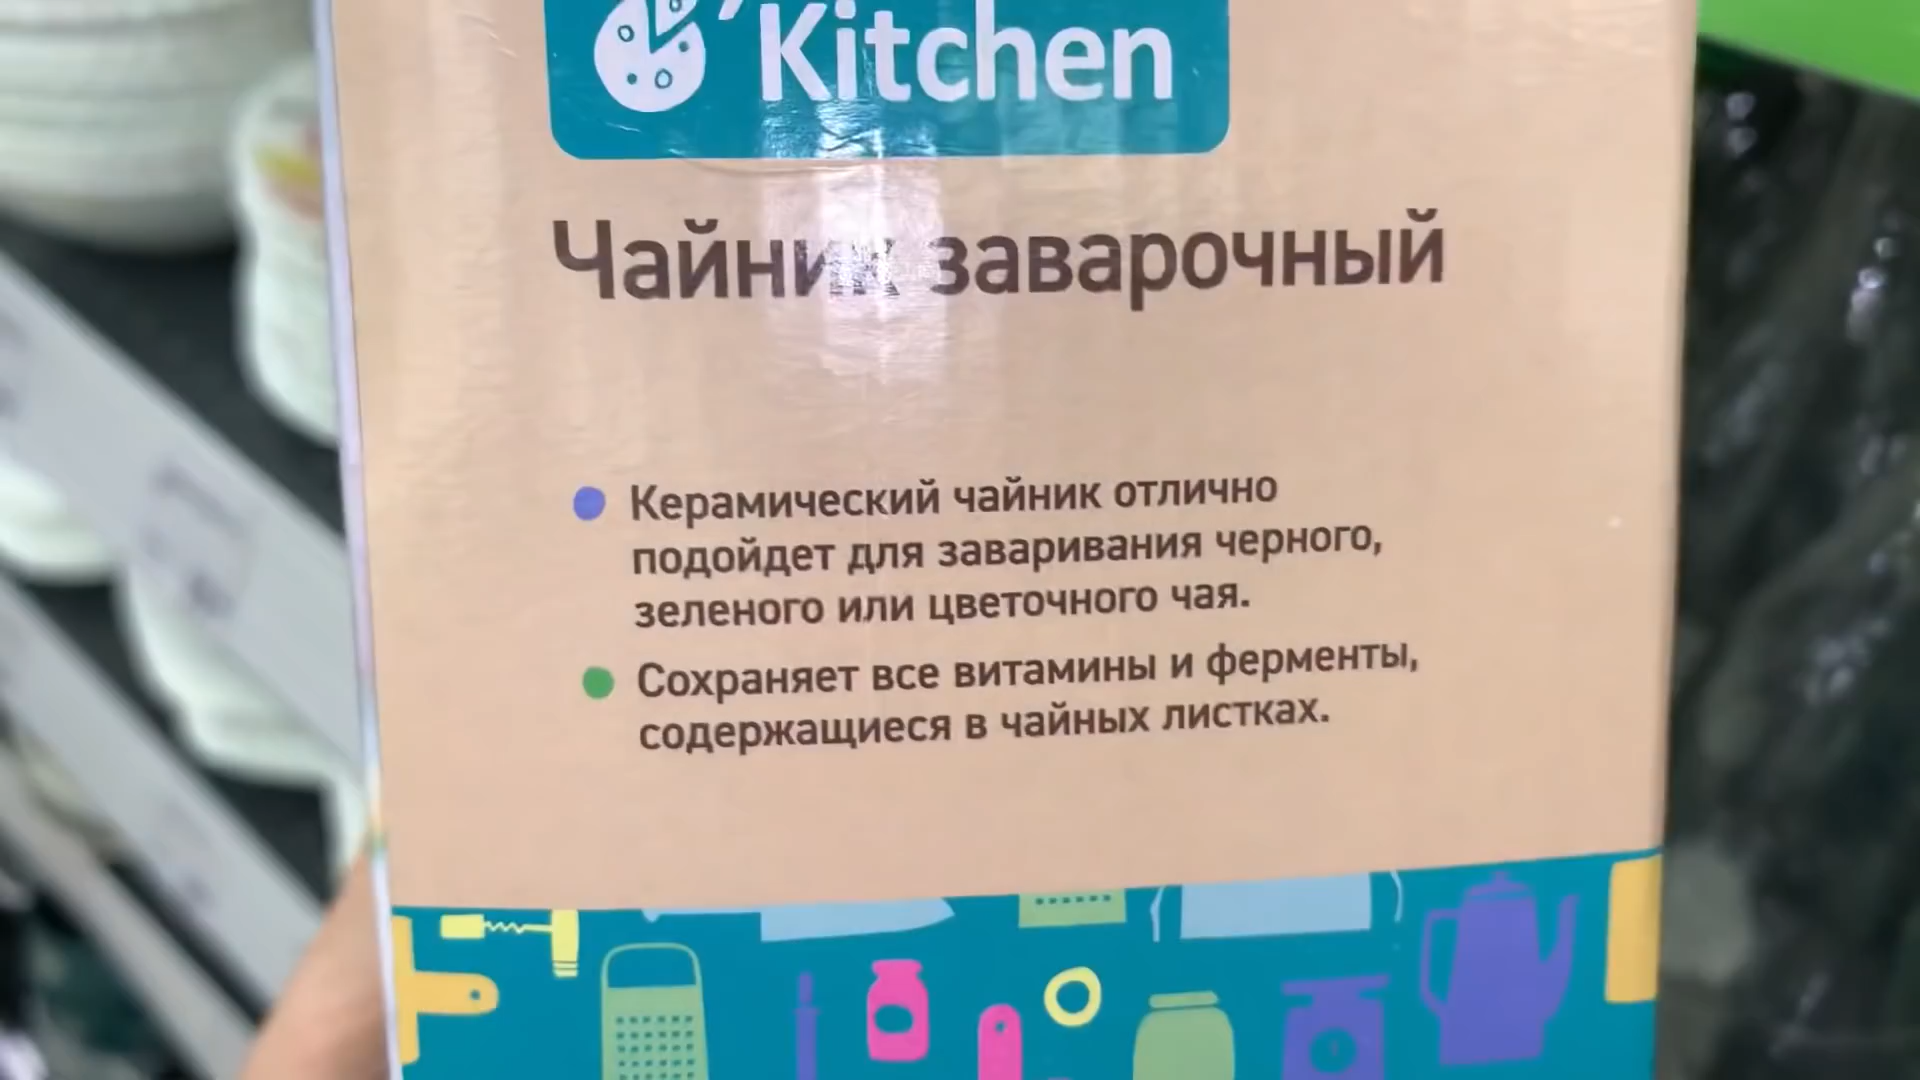 Kitchen
Чайник заварочный
Керамический чайник отлично
подойдет для заваривания черного,
зеленого или цветочного чая.
Сохраняет все витамины и ферменты,
содержащиеся в чайных листках.